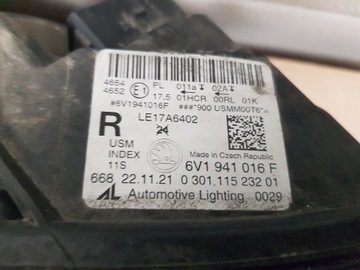 4654 E1 PL 011a 02A
4652 17,5 01HCR 00RL 01K
#6V1941016F ###*900 USMM00T6*=
R LE17A6402
24
USM
INDEX Made in Czech Republic
11S 6V1 941 016 F
668 22.11.21 0 301 115 232 01
AL Automotive Lighting 0029